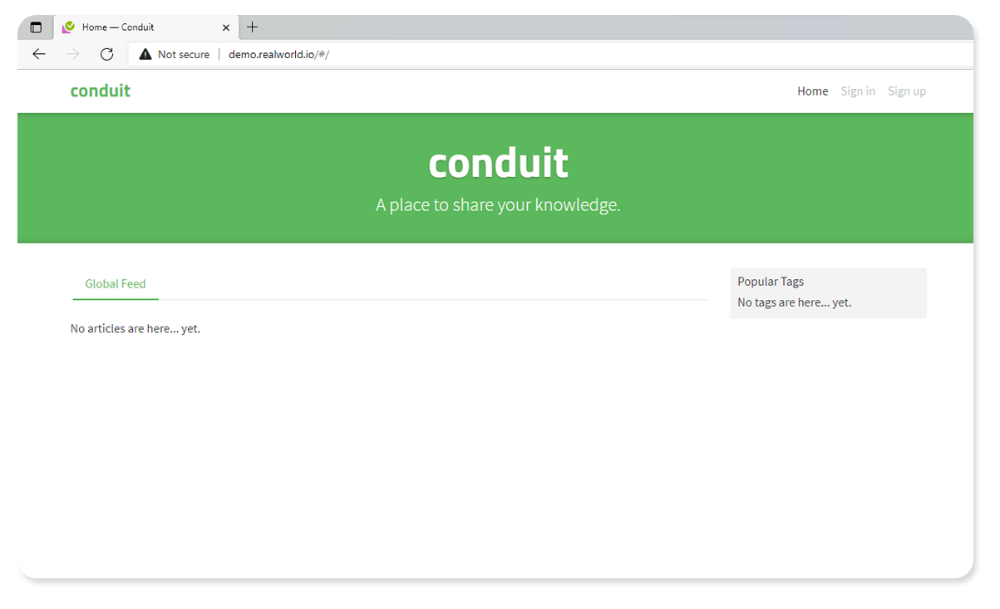 Home — Conduit
Not secure demo.realworld.io/#/
conduit
Home Sign in Sign up
conduit
A place to share your knowledge.
Global Feed
No articles are here... yet.
Popular Tags
No tags are here... yet.